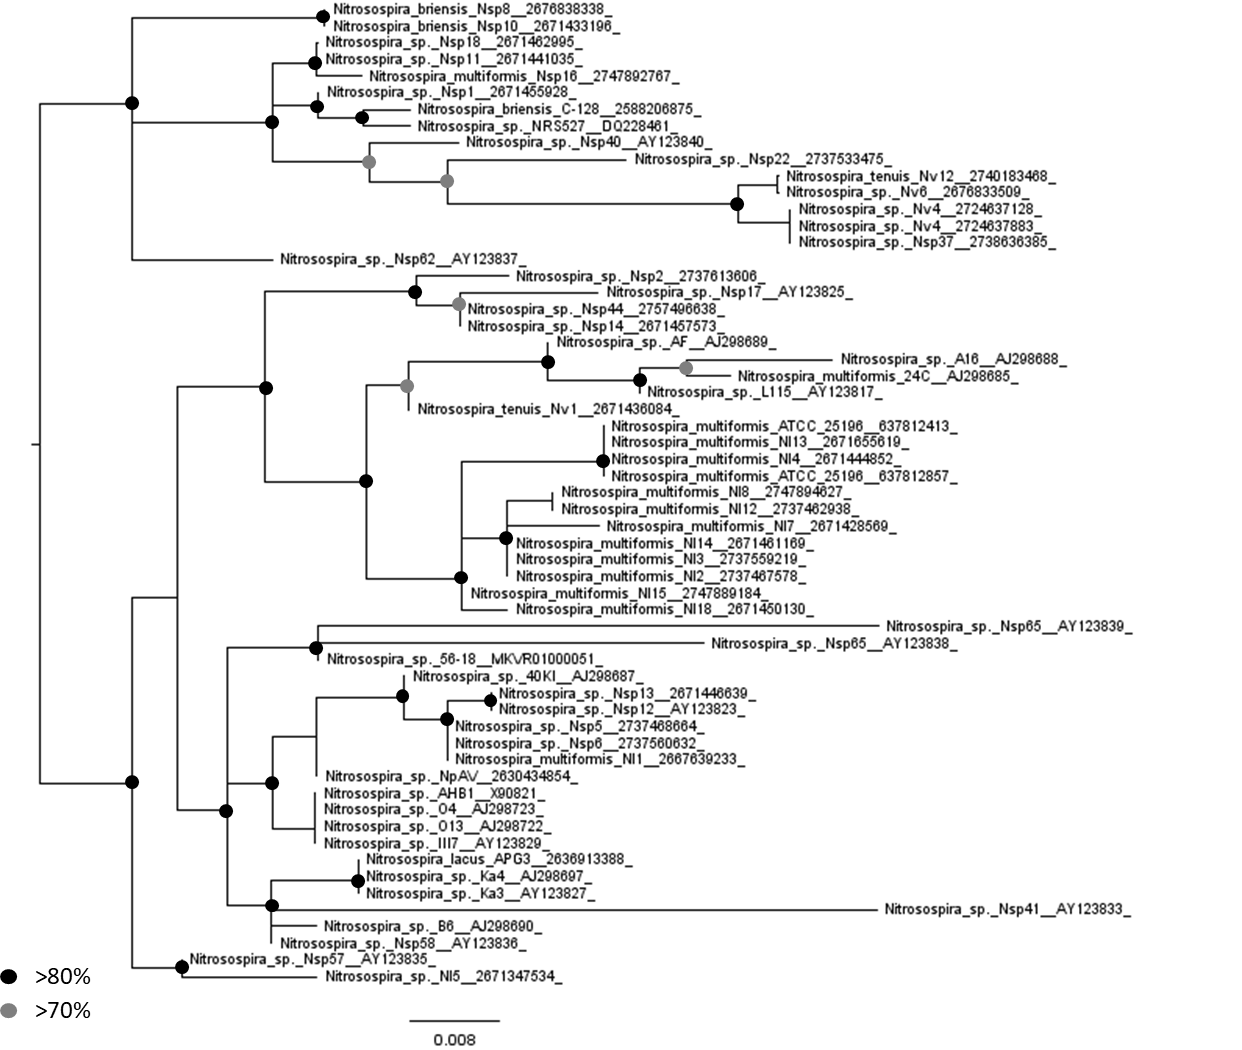 Nitrosospira_briensis_Nsp8__2676838338_
Nitrosospira_briensis_Nsp10__2671433196_
Nitrosospira_sp._Nsp18__2671462995_
Nitrosospira_sp._Nsp11__2671441035_
Nitrosospira_multiformis_Nsp16__2747892767_
Nitrosospira_sp._Nsp1__2671455928_
Nitrosospira_briensis_C-128__2588206875_
Nitrosospira_sp._NRS527__DQ228461_
Nitrosospira_sp._Nsp40__AY123840_
Nitrosospira_sp._Nsp22__2737533475_
Nitrosospira_tenuis_Nv12__2740183468_
Nitrosospira_sp._Nv6__2676833509_
Nitrosospira_sp._Nv4__2724637128_
Nitrosospira_sp._Nv4__2724637883_
Nitrosospira_sp._Nsp37__2738636385_
Nitrosospira_sp._Nsp62__AY123837_
Nitrosospira_sp._Nsp2__2737613606_
Nitrosospira_sp._Nsp17__AY123825_
Nitrosospira_sp._Nsp44__2757496638_
Nitrosospira_sp._Nsp14__2671457573_
Nitrosospira_sp._AF__AJ298689_
Nitrosospira_sp._A16__AJ298688_
Nitrosospira_multiformis_24C__AJ298685_
Nitrosospira_sp._L115__AY123817_
Nitrosospira_tenuis_Nv1__2671436084_
Nitrosospira_multiformis_ATCC_25196__637812413_
Nitrosospira_multiformis_Nl13__2671655619_
Nitrosospira_multiformis_Nl4__2671444852_
Nitrosospira_multiformis_ATCC_25196__637812857_
Nitrosospira_multiformis_Nl8__2747894627_
Nitrosospira_multiformis_Nl12__2737462938_
Nitrosospira_multiformis_Nl7__2671428569_
Nitrosospira_multiformis_Nl14__2671461169_
Nitrosospira_multiformis_Nl3__2737559219_
Nitrosospira_multiformis_Nl2__2737467578_
Nitrosospira_multiformis_Nl15__2747889184_
Nitrosospira_multiformis_Nl18__2671450130_
Nitrosospira_sp._Nsp65__AY123839_
Nitrosospira_sp._Nsp65__AY123838_
Nitrosospira_sp._56-18__MKVR01000051_
Nitrosospira_sp._40KI__AJ298687_
Nitrosospira_sp._Nsp13__2671446639_
Nitrosospira_sp._Nsp12__AY123823_
Nitrosospira_sp._Nsp5__2737468664_
Nitrosospira_sp._Nsp6__2737560632_
Nitrosospira_multiformis_Nl1__2667639233_
Nitrosospira_sp._NpAV__2630434854_
Nitrosospira_sp._AHB1__X90821_
Nitrosospira_sp._O4__AJ298723_
Nitrosospira_sp._O13__AJ298722_
Nitrosospira_sp._III7__AY123829_
Nitrosospira_lacus_APG3__2636913388_
Nitrosospira_sp._Ka4__AJ298697_
Nitrosospira_sp._Ka3__AY123827_
Nitrosospira_sp._Nsp41__AY123833_
Nitrosospira_sp._B6__AJ298690_
Nitrosospira_sp._Nsp58__AY123836_
Nitrosospira_sp._Nsp57__AY123835_
Nitrosospira_sp._Nl5__2671347534_
>80%
>70%
0.008